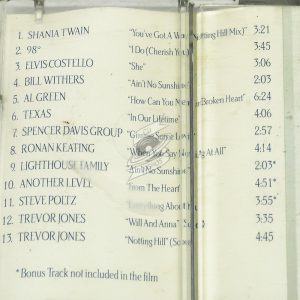 1. SHANIA TWAIN "You've Got A Way (Notting Hill Mix) 3:21
2. 98° "I Do (Cherish You) 3:45
3. ELVIS COSTELLO "She" 3:06
4. BILL WITHERS "Ain't No Sunshine 2:03
5. AL GREEN "How Can You Broken Heart" 6:24
6. TEXAS "In Our Lifetime" 4:06
7. SPENCER DAVIS GROUP 2:57
8. RONAN KEATING "When You Say At All" 4:14
9. LIGHTHOUSE FAMILY "Ain't No Sunshine" 2:03*
10. ANOTHER LEVEL "From The Heart" 4:51*
11. STEVE POLTZ "Everything About 3:55*
12. TREVOR JONES "Will And Anna" 3:35
13. TREVOR JONES "Notting Hill" 4:45
*Bonus Track not included in the film